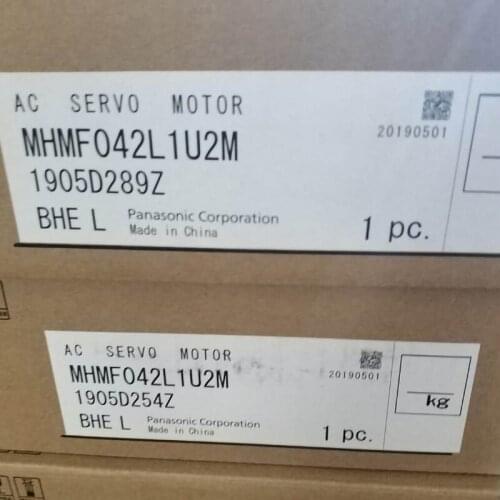 AC SERVO MOTOR
20190501
MHMF042L1U2M
1905D289Z
BHE L Panasonic Corporation
Made in China
1 pc.
AC SERVO MOTOR
20190501
MHMF042L1U2M
1905D254Z
kg
BHE L Panasonic Corporation
Made in China
1 pc.